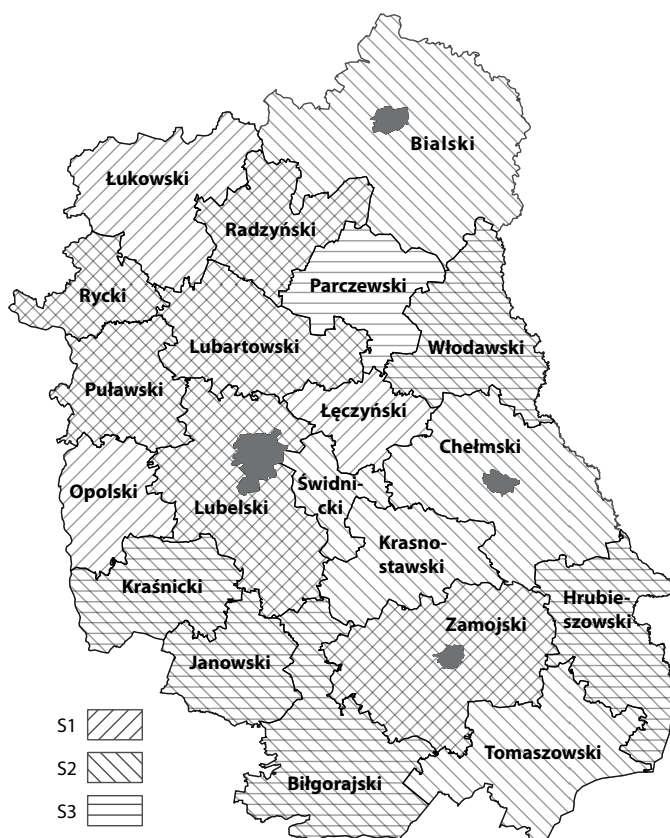 Bialski
Łukowski
Radzyński
Parczewski
Rycki
Lubartowski
Włodawski
Puławski
Łęczyński
Chełmski
Opolski
Lubelski
Świdni-
cki
Krasno-
stawski
Kraśnicki
Hrubie-
szowski
Zamojski
Janowski
Tomaszowski
Biłgorajski
S1
S2
S3